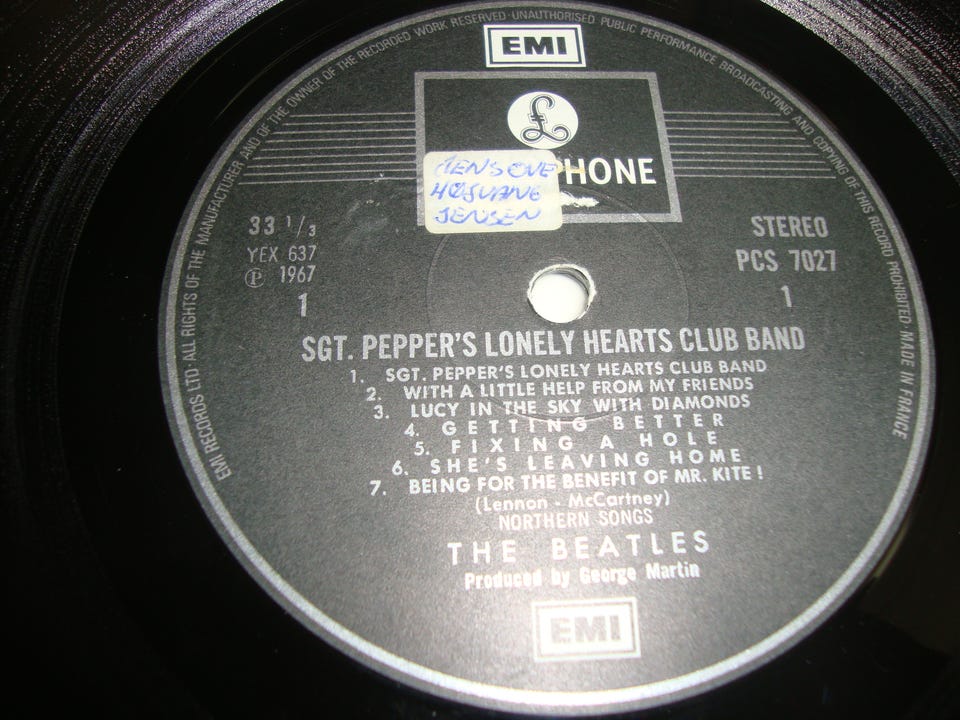 EMI RECORDS LTD · ALL RIGHTS OF THE MANUFACTURER AND OF THE OWNER OF THE RECORDED WORK RESERVED · UNAUTHORISED PUBLIC PERFORMANCE BROADCASTING AND COPYING OF THIS RECORD PROHIBITED · MADE IN FRANCE
EMI
£
PHONE
JENS OVE
JENSEN
33 1/3
YEX 637
Ⓟ 1967
1
STEREO
PCS 7027
1
SGT. PEPPER'S LONELY HEARTS CLUB BAND
1. SGT. PEPPER'S LONELY HEARTS CLUB BAND
2. WITH A LITTLE HELP FROM MY FRIENDS
3. LUCY IN THE SKY WITH DIAMONDS
4. GETTING BETTER
5. FIXING A HOLE
6. SHE'S LEAVING HOME
7. BEING FOR THE BENEFIT OF MR. KITE !
(Lennon - McCartney)
NORTHERN SONGS
THE BEATLES
Produced by George Martin
EMI